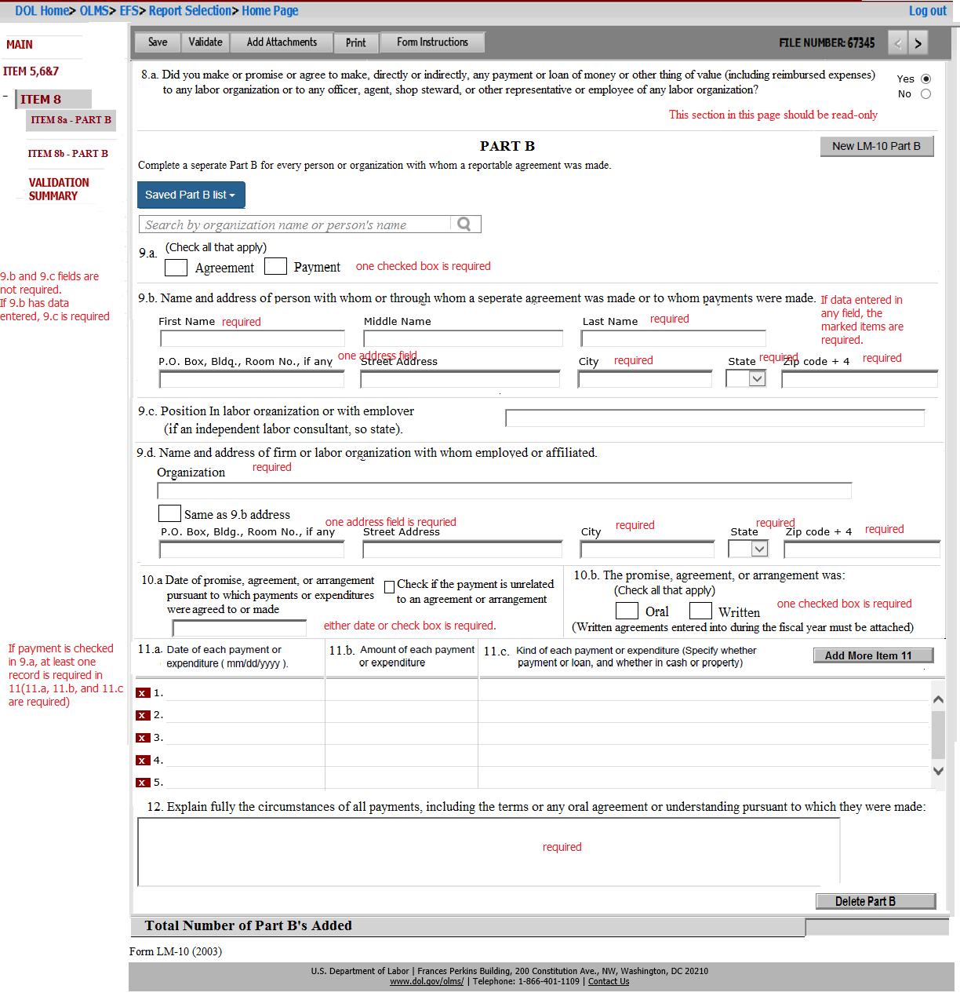 DOL Home> OLMS> EFS> Report Selection> Home Page
Log out
MAIN
ITEM 5,6&7
ITEM 8
ITEM 8a - PART B
ITEM 8b - PART B
VALIDATION
SUMMARY
Save
Validate
Add Attachments
Print
Form Instructions
FILE NUMBER: 67345
< >
8.a. Did you make or promise or agree to make, directly or indirectly, any payment or loan of money or other thing of value (including reimbursed expenses)
to any labor organization or to any officer, agent, shop steward, or other representative or employee of any labor organization?
Yes
No
This section in this page should be read-only
PART B
New LM-10 Part B
Complete a seperate Part B for every person or organization with whom a reportable agreement was made.
Saved Part B list
Search by organization name or person's name
9.a. (Check all that apply)
Agreement
Payment
one checked box is required
9.b and 9.c fields are
not required.
If 9.b has data
entered, 9.c is required
9.b. Name and address of person with whom or through whom a seperate agreement was made or to whom payments were made.
If data entered in
any field, the
marked items are
required.
First Name required
Middle Name
Last Name required
P.O. Box, Bldg., Room No., if any
one address field
Street Address
City required
State required
Zip code + 4 required
9.c. Position In labor organization or with employer
(if an independent labor consultant, so state).
9.d. Name and address of firm or labor organization with whom employed or affiliated.
Organization required
Same as 9.b address
one address field is requried
P.O. Box, Bldg., Room No., if any
Street Address
City required
State required
Zip code + 4 required
10.a Date of promise, agreement, or arrangement
pursuant to which payments or expenditures
were agreed to or made
Check if the payment is unrelated
to an agreement or arrangement
either date or check box is required.
10.b. The promise, agreement, or arrangement was:
(Check all that apply)
Oral
Written
one checked box is required
(Written agreements entered into during the fiscal year must be attached)
If payment is checked
in 9.a, at least one
record is required in
11(11.a, 11.b, and 11.c
are required)
11.a. Date of each payment or
expenditure ( mm/dd/yyyy ).
11.b. Amount of each payment
or expenditure
11.c. Kind of each payment or expenditure (Specify whether
payment or loan, and whether in cash or property)
Add More Item 11
x 1.
x 2.
x 3.
x 4.
x 5.
12. Explain fully the circumstances of all payments, including the terms or any oral agreement or understanding pursuant to which they were made:
required
Delete Part B
Total Number of Part B's Added
Form LM-10 (2003)
U.S. Department of Labor | Frances Perkins Building, 200 Constitution Ave., NW, Washington, DC 20210
www.dol.gov/olms/ | Telephone: 1-866-401-1109 | Contact Us